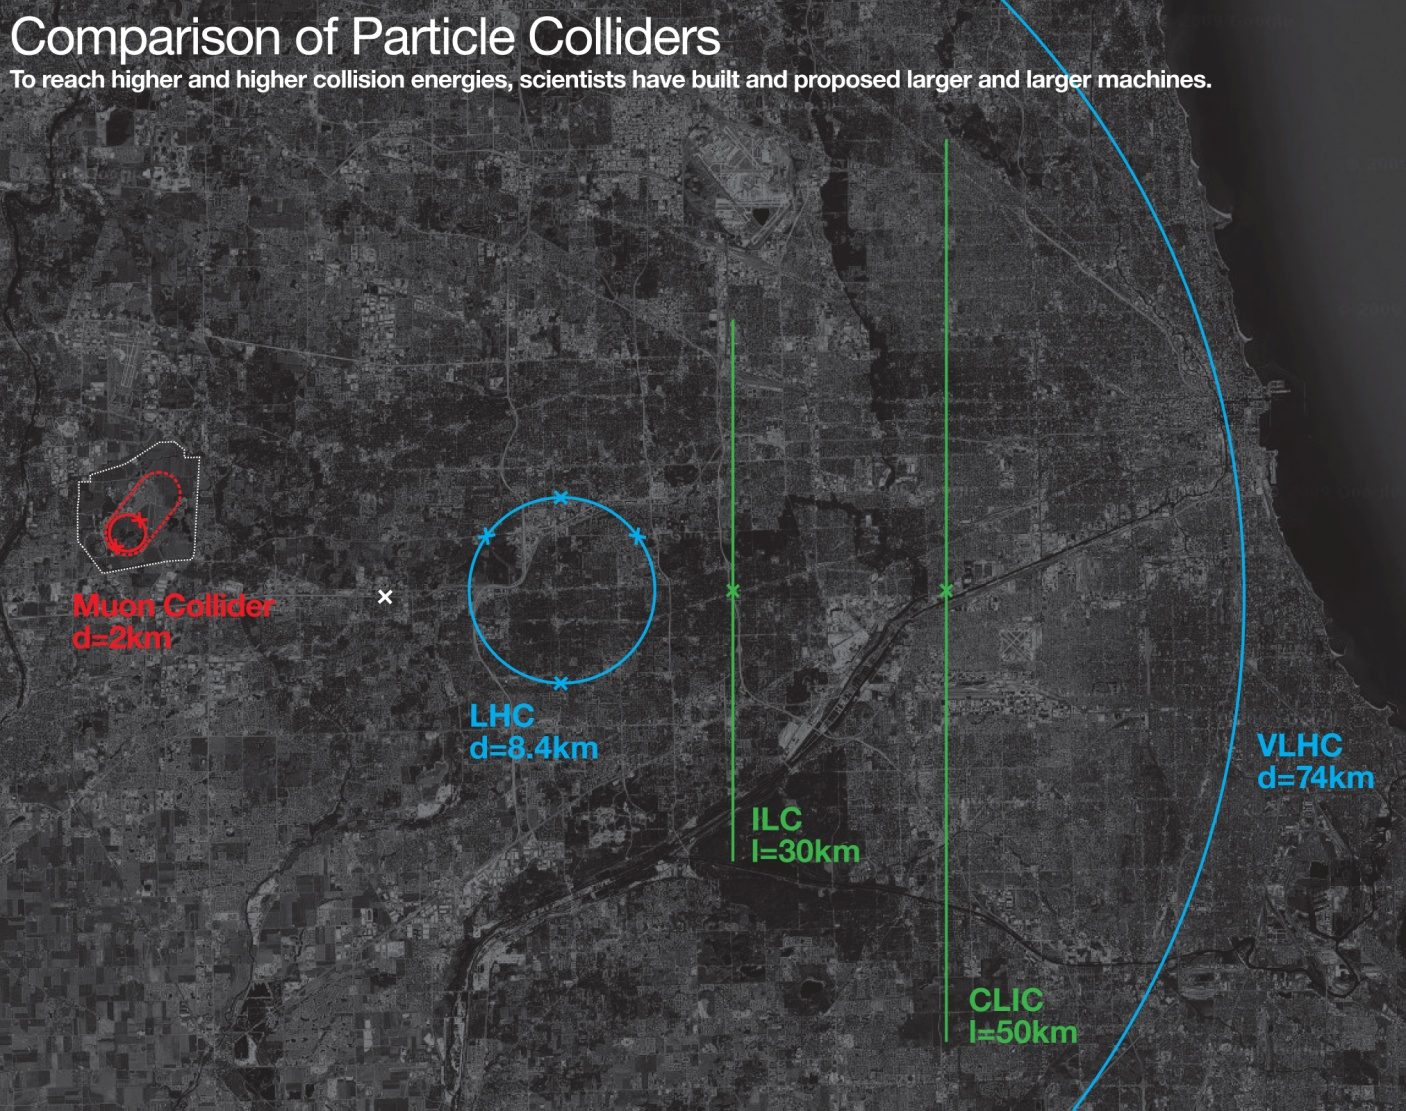 Comparison of Particle Colliders
To reach higher and higher collision energies, scientists have built and proposed larger and larger machines.
Muon Collider
d=2km
LHC
d=8.4km
ILC
l=30km
CLIC
l=50km
VLHC
d=74km